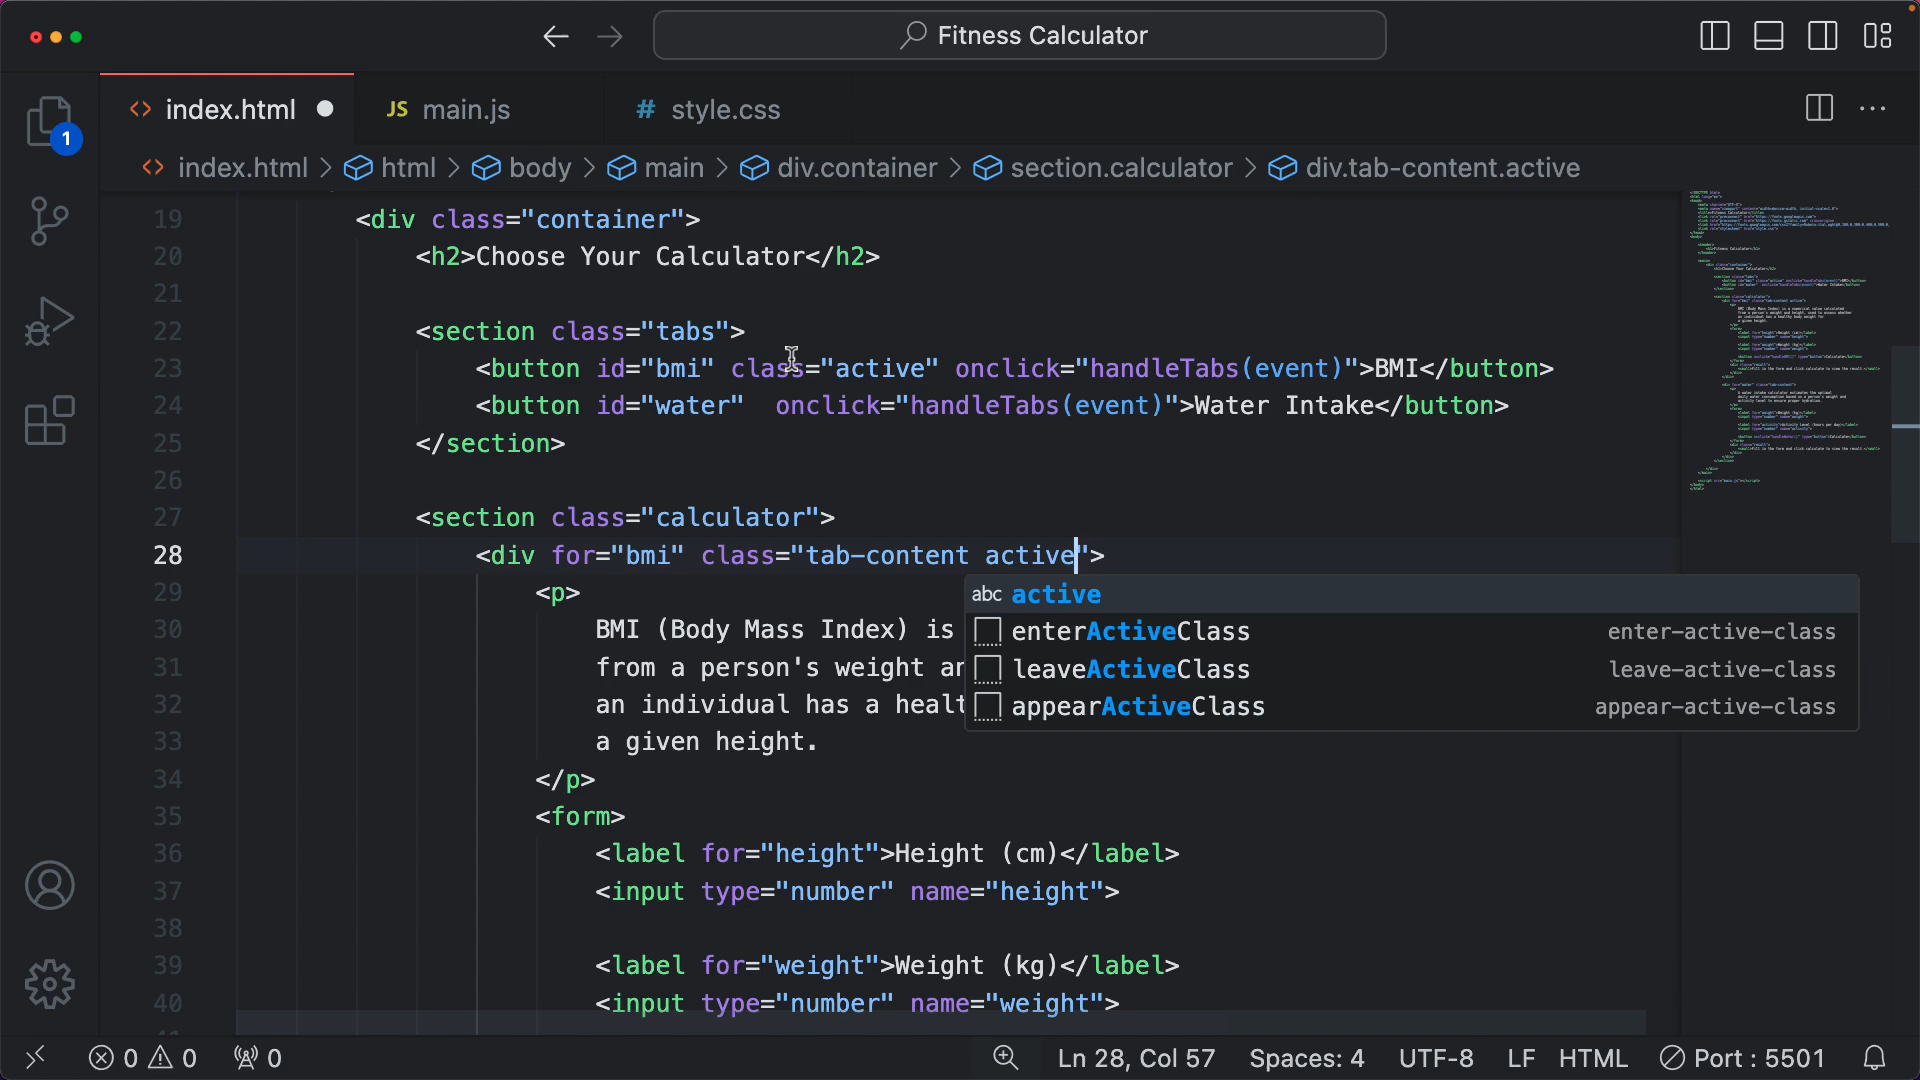 Fitness Calculator
<> index.html JS main.js # style.css
1
<> index.html > html > body > main > div.container > section.calculator > div.tab-content.active
19 <div class="container">
20 <h2>Choose Your Calculator</h2>
21
22 <section class="tabs">
23 <button id="bmi" class="active" onclick="handleTabs(event)">BMI</button>
24 <button id="water"  onclick="handleTabs(event)">Water Intake</button>
25 </section>
26
27 <section class="calculator">
28 <div for="bmi" class="tab-content active">
29 <p>
abc active
30 BMI (Body Mass Index) is
enterActiveClass enter-active-class
31 from a person's weight an
leaveActiveClass leave-active-class
32 an individual has a healt
appearActiveClass appear-active-class
33 a given height.
34 </p>
35 <form>
36 <label for="height">Height (cm)</label>
37 <input type="number" name="height">
38
39 <label for="weight">Weight (kg)</label>
40 <input type="number" name="weight">
0 0 0 Ln 28, Col 57 Spaces: 4 UTF-8 LF HTML Port : 5501